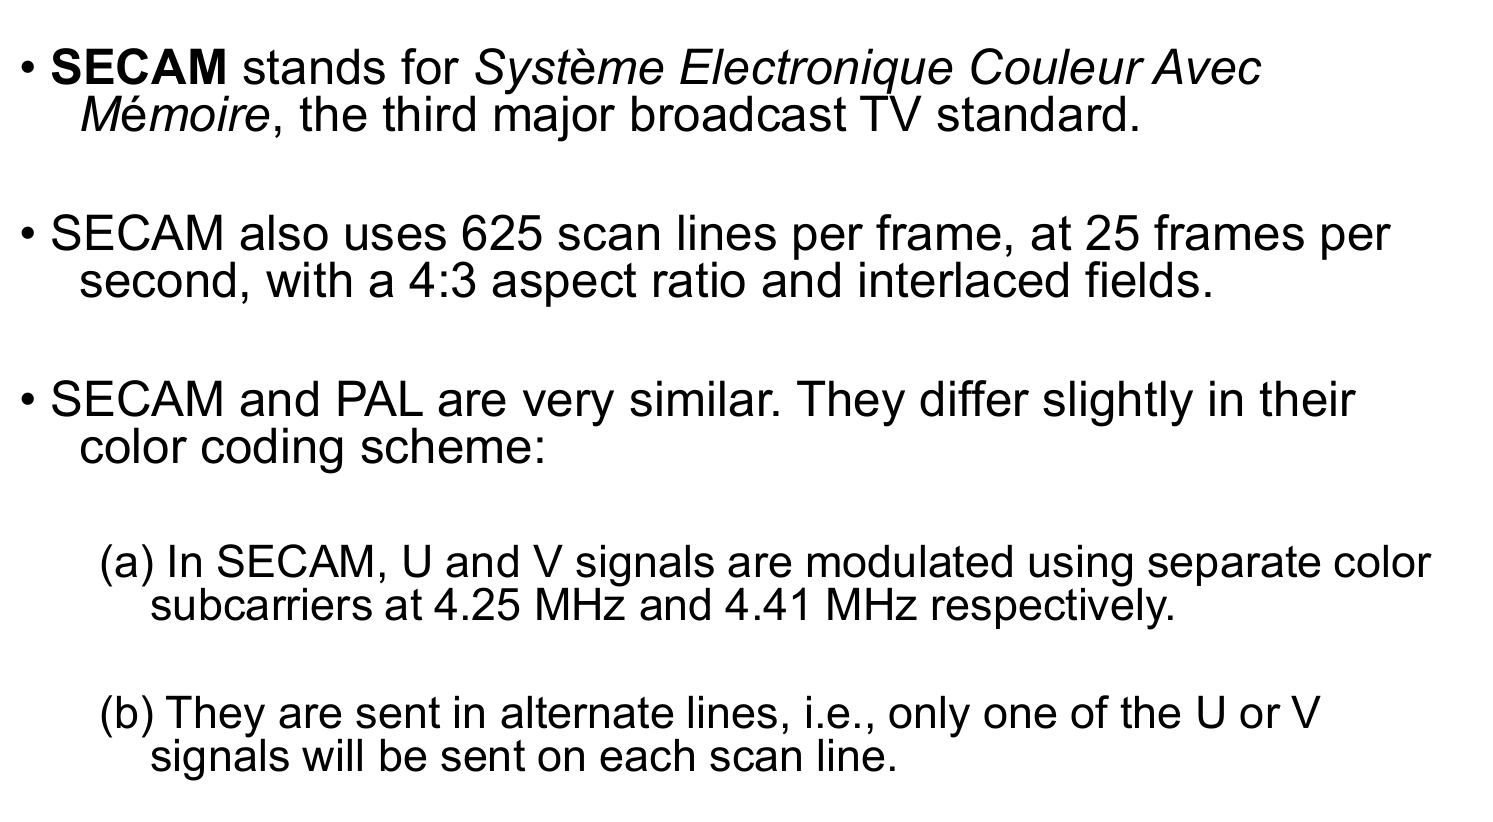 • SECAM stands for Système Electronique Couleur Avec
Mémoire, the third major broadcast TV standard.
• SECAM also uses 625 scan lines per frame, at 25 frames per
second, with a 4:3 aspect ratio and interlaced fields.
• SECAM and PAL are very similar. They differ slightly in their
color coding scheme:
(a) In SECAM, U and V signals are modulated using separate color
subcarriers at 4.25 MHz and 4.41 MHz respectively.
(b) They are sent in alternate lines, i.e., only one of the U or V
signals will be sent on each scan line.